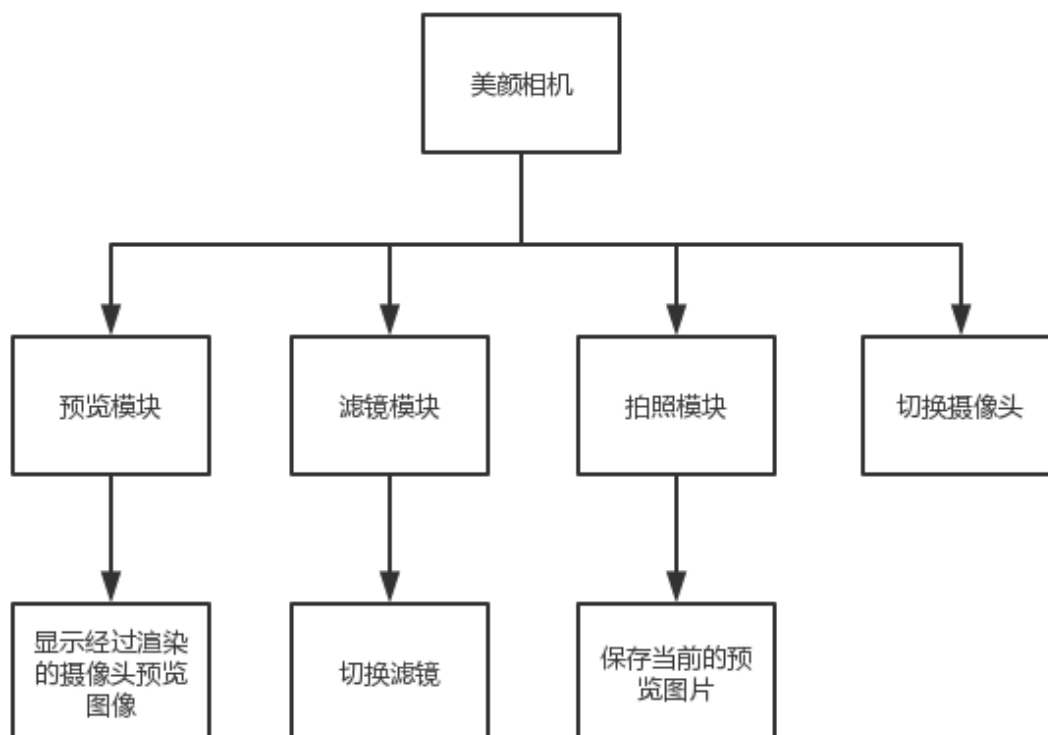 美颜相机
预览模块
滤镜模块
拍照模块
切换摄像头
显示经过渲染
的摄像头预览
图像
切换滤镜
保存当前的预
览图片